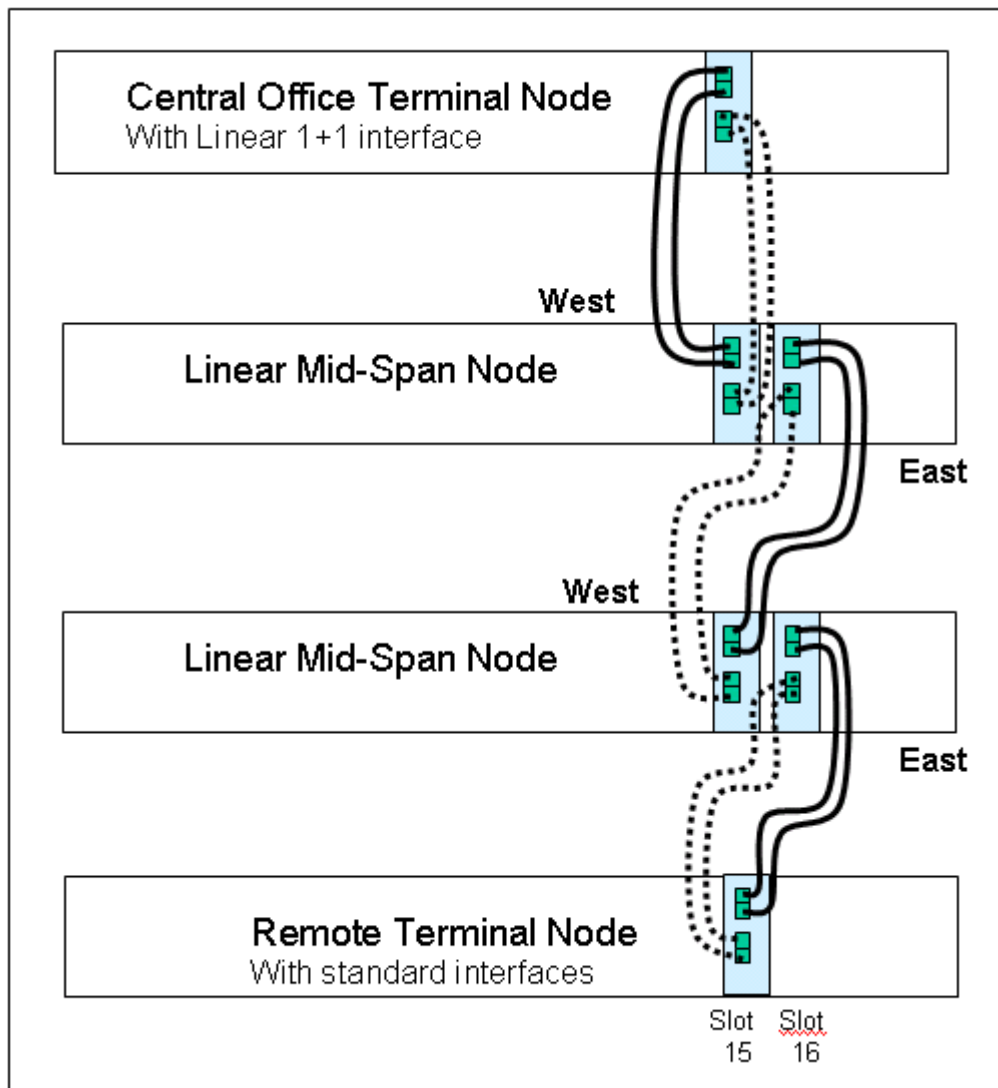 Central Office Terminal Node
With Linear 1+1 interface
West
Linear Mid-Span Node
East
West
Linear Mid-Span Node
East
Remote Terminal Node
With standard interfaces
Slot Slot
15 16